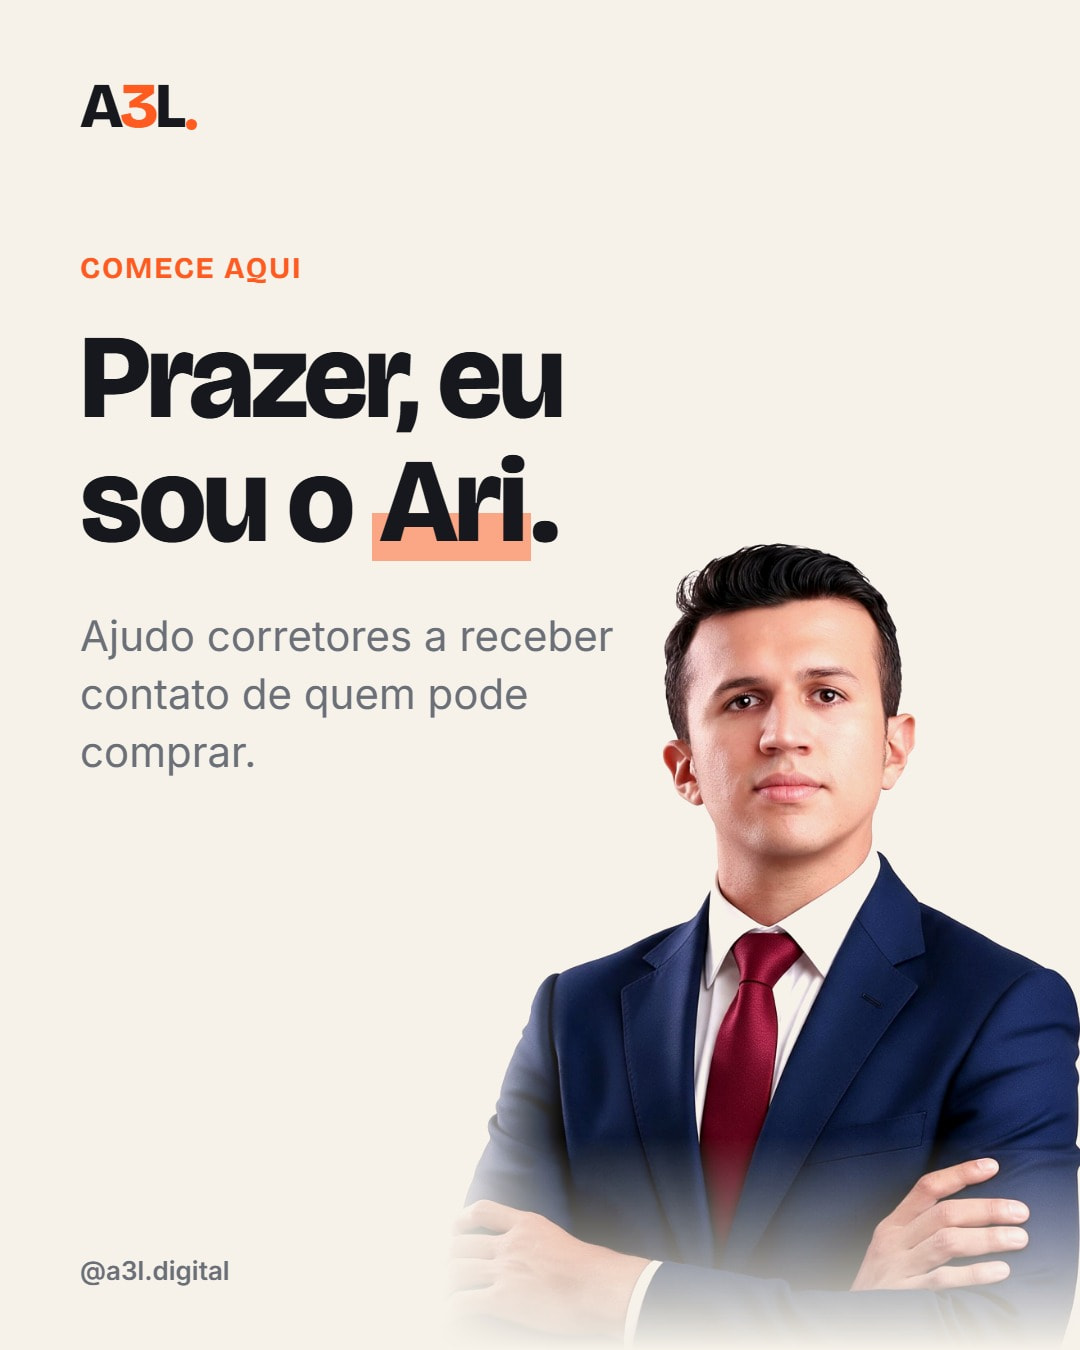 A3L.
COMECE AQUI
Prazer, eu
sou o Ari.
Ajudo corretores a receber
contato de quem pode
comprar.
@a3l.digital